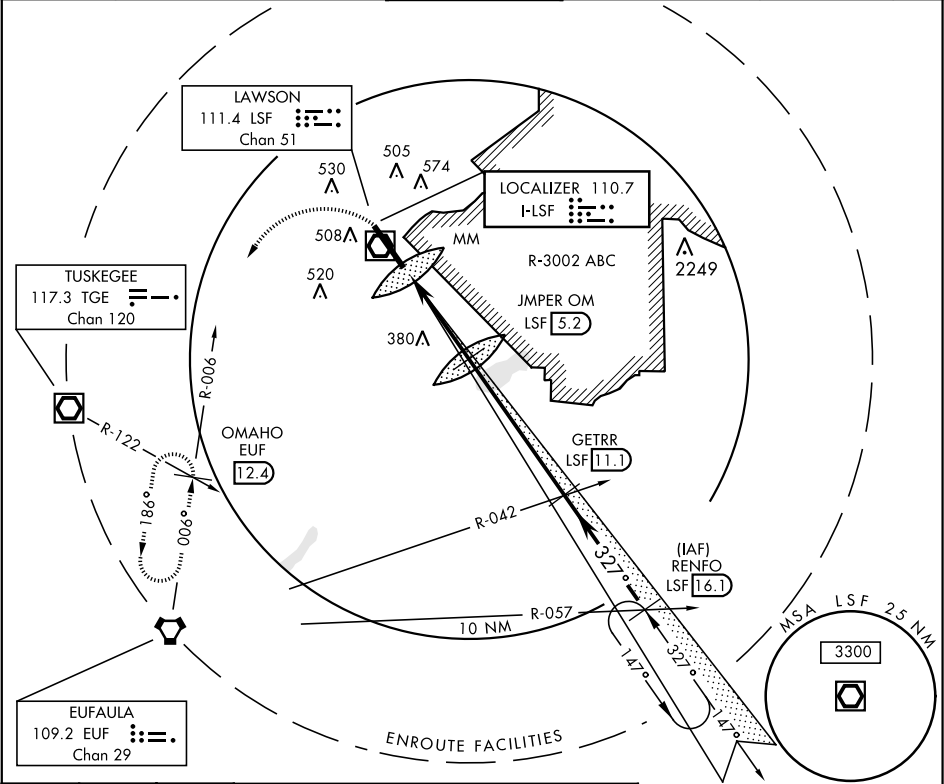 LAWSON
111.4 LSF
Chan 51
530
505
574
508
520
LOCALIZER 110.7
I-LSF
MM
R-3002 ABC
2249
TUSKEGEE
117.3 TGE
Chan 120
JMPER OM
LSF 5.2
380
R-006
R-122
OMAHO
EUF
12.4
186°
006°
GETRR
LSF 11.1
R-042
327°
(IAF)
RENFO
LSF 16.1
R-057
10 NM
147°
327°
147°
MSA LSF 25 NM
3300
EUFAULA
109.2 EUF
Chan 29
ENROUTE FACILITIES